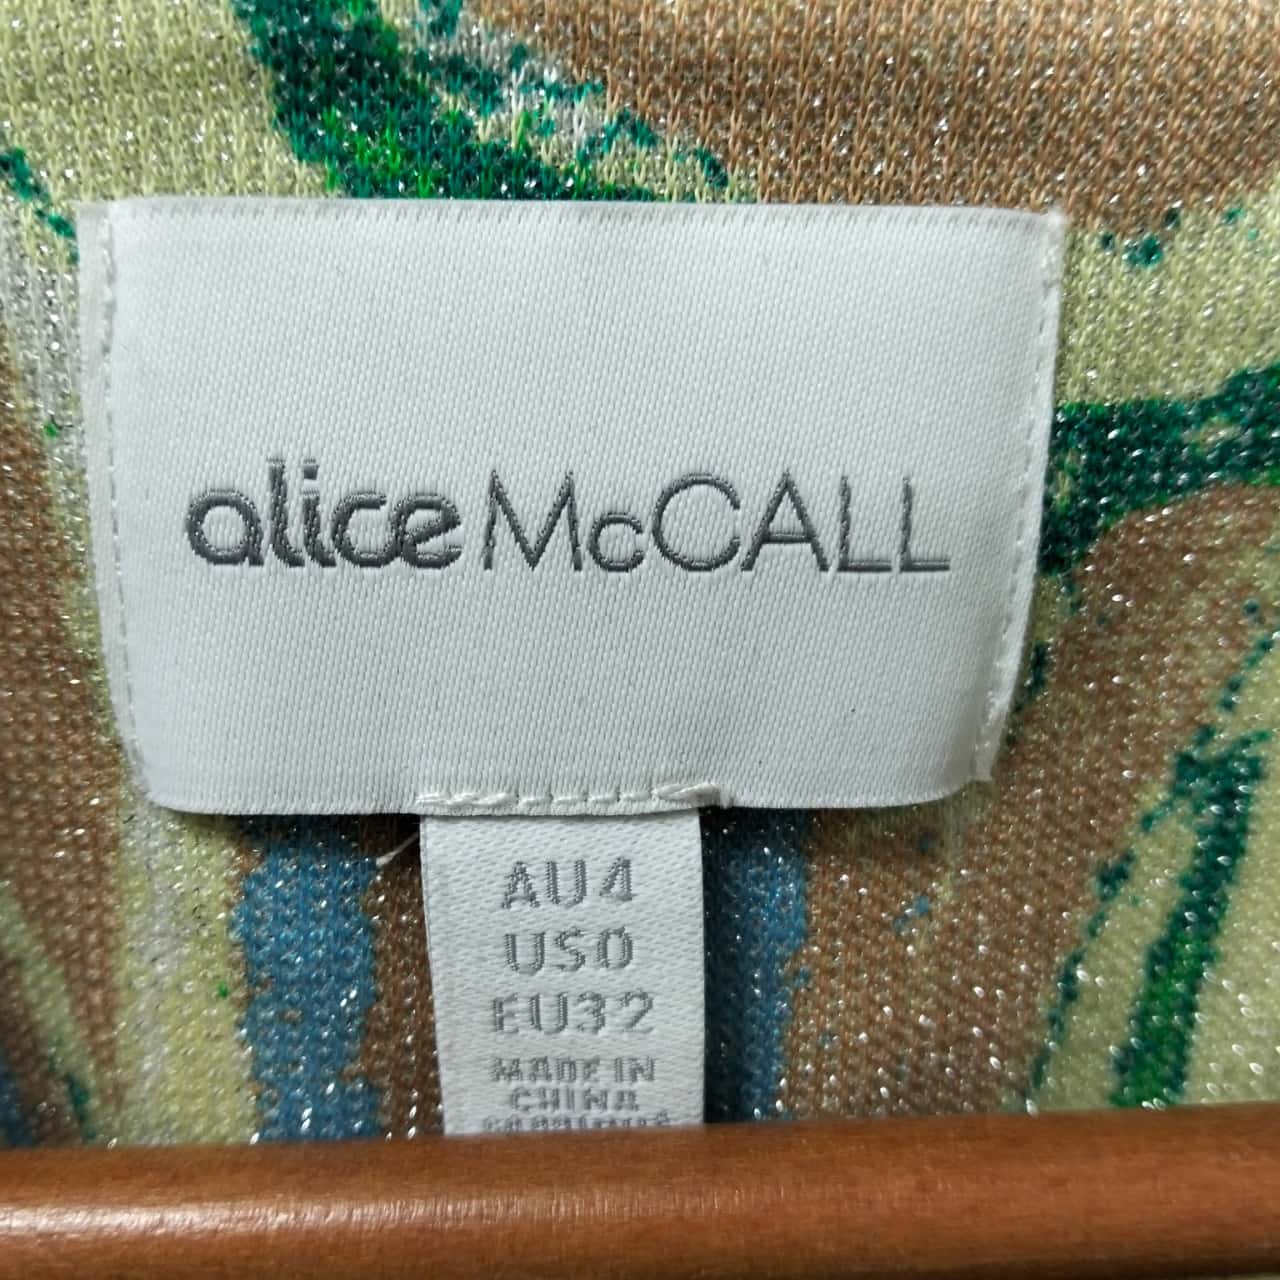 alice McCALL
AU4
US0
EU32
MADE IN
CHINA